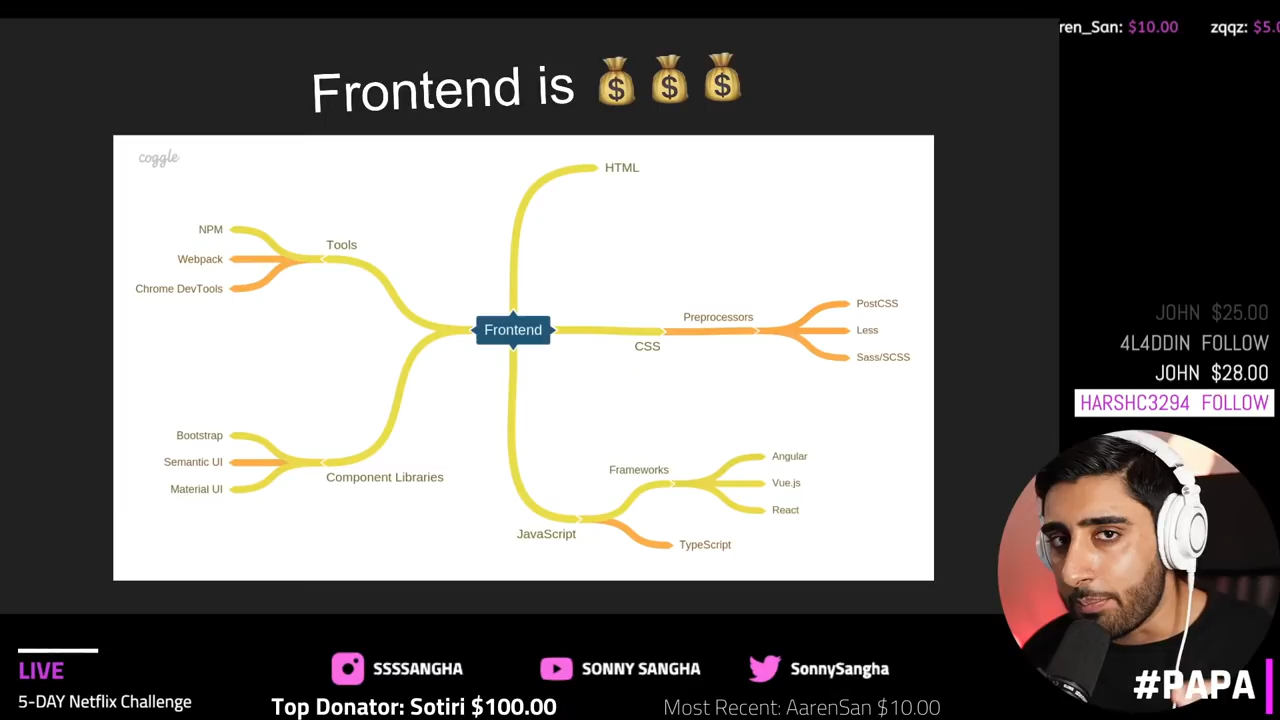 ren_San: $10.00 zqqz: $5.0
Frontend is 💰 💰 💰
coggle
HTML
NPM
Tools
Webpack
Chrome DevTools
Frontend
CSS
Preprocessors
PostCSS
Less
Sass/SCSS
Bootstrap
Semantic UI
Material UI
Component Libraries
JavaScript
Frameworks
Angular
Vue.js
React
TypeScript
JOHN $25.00
4L4DDIN FOLLOW
JOHN $28.00
HARSHC3294 FOLLOW
#PAPA
LIVE
5-DAY Netflix Challenge
SSSSANGHA
SONNY SANGHA
SonnySangha
Top Donator: Sotiri $100.00
Most Recent: AarenSan $10.00